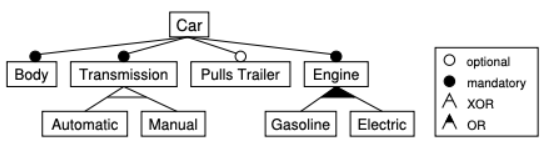 Car
Body Transmission Pulls Trailer Engine
Automatic Manual Gasoline Electric
optional
mandatory
XOR
OR